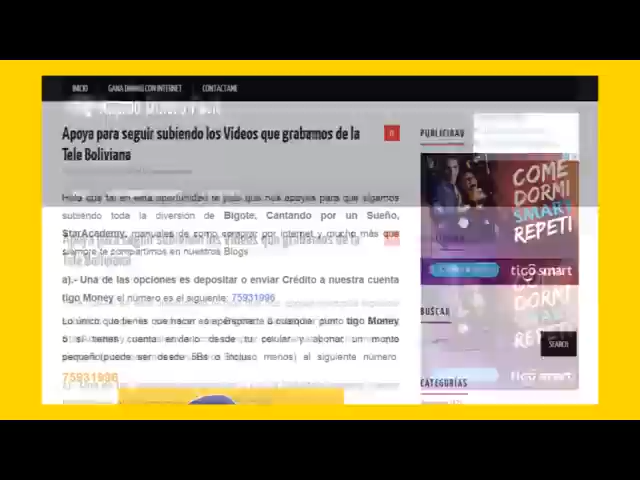 INICIO GANA DINERO CON INTERNET CONTACTAME
Apoya para seguir subiendo los Videos que grabamos de la
Tele Boliviana
0
Hola que tal en esta oportunidad te pido que nos apoyes para que sigamos
subiendo toda la diversión de Bigote, Cantando por un Sueño,
StarAcademy, manuales de como comprar por internet y mucho más que
siempre te compartimos en nuestros Blogs
a).- Una de las opciones es depositar o enviar Crédito a nuestra cuenta
tigo Money el número es el siguiente: 75931996
Lo único que tienes que hacer es apersonarte a cualquier punto tigo Money
o si tienes cuenta envíalo desde tu celular y abonar un monto
pequeño(puede ser desde 5Bs o incluso menos) al siguiente número
75931996
PUBLICIDAD
COME
DORMI
SMART
REPETI
tigo smart
BUSCAR
SEARCH
tigo smart
CATEGORÍAS